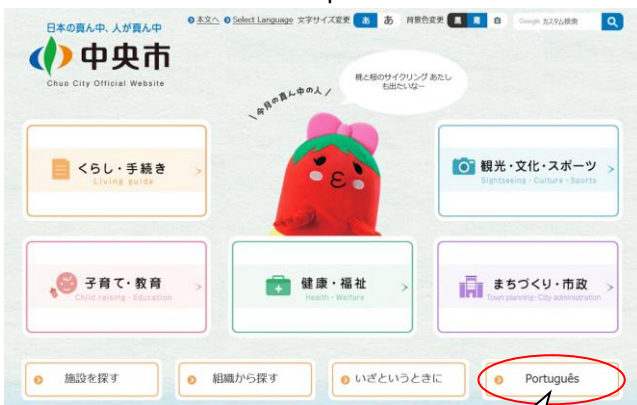 日本の真ん中、人が真ん中
中央市
Chuo City Official Website
本文へ Select Language 文字サイズ変更 あ あ 背景色変更 黒 青 白 Google カスタム検索
\ 今月の真ん中の人 /
桃と桜のサイクリング あたし
も出たいなー
くらし・手続き
Living guide
観光・文化・スポーツ
Sightseeing・Culture・Sports
子育て・教育
Child raising・Education
健康・福祉
Health・Welfare
まちづくり・市政
Town planning・City administration
施設を探す
組織から探す
いざというときに
Português